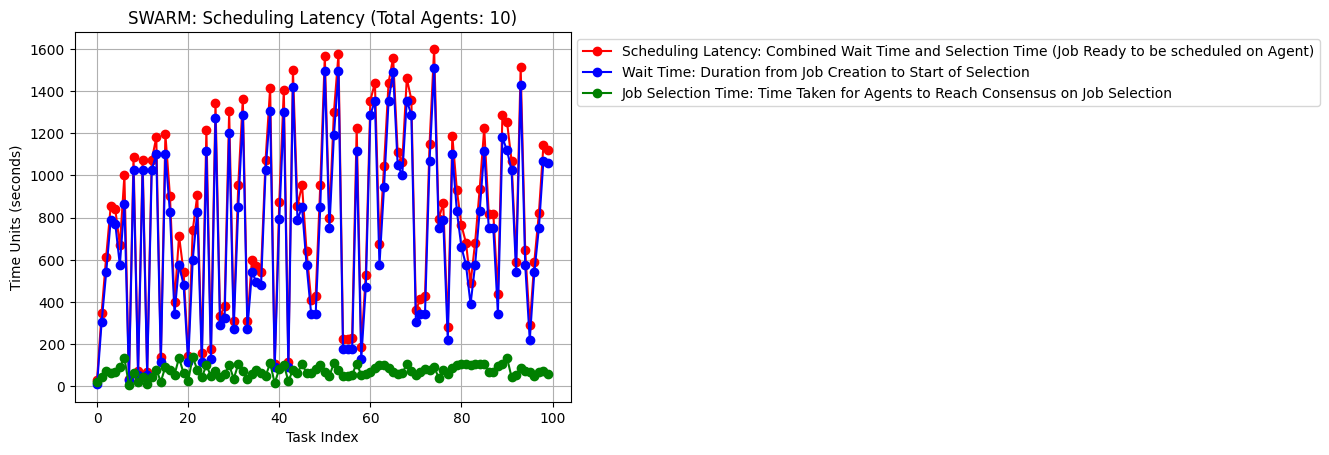 SWARM: Scheduling Latency (Total Agents: 10)
Scheduling Latency: Combined Wait Time and Selection Time (Job Ready to be scheduled on Agent)
Wait Time: Duration from Job Creation to Start of Selection
Job Selection Time: Time Taken for Agents to Reach Consensus on Job Selection
Time Units (seconds)
1600
1400
1200
1000
800
600
400
200
0
0 20 40 60 80 100
Task Index